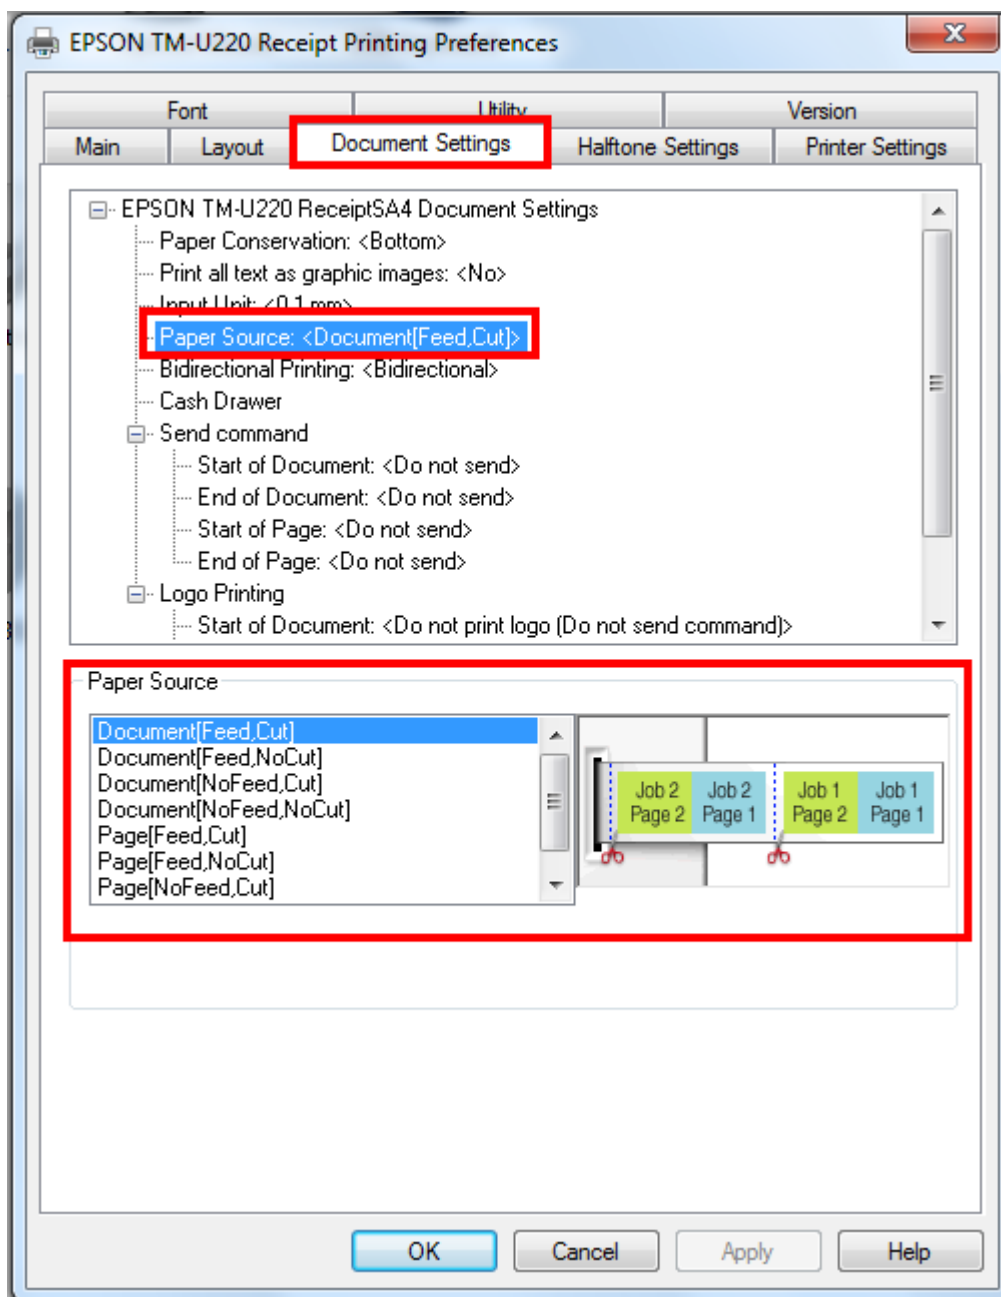 EPSON TM-U220 Receipt Printing Preferences
Font Utility Version
Main Layout Document Settings Halftone Settings Printer Settings
EPSON TM-U220 ReceiptSA4 Document Settings
Paper Conservation: <Bottom>
Print all text as graphic images: <No>
Input Unit: <0.1 mm>
Paper Source: <Document[Feed,Cut]>
Bidirectional Printing: <Bidirectional>
Cash Drawer
Send command
Start of Document: <Do not send>
End of Document: <Do not send>
Start of Page: <Do not send>
End of Page: <Do not send>
Logo Printing
Start of Document: <Do not print logo (Do not send command)>
Paper Source
Document[Feed,Cut]
Document[Feed,NoCut]
Document[NoFeed,Cut]
Document[NoFeed,NoCut]
Page[Feed,Cut]
Page[Feed,NoCut]
Page[NoFeed,Cut]
Job 2 Job 2 Job 1 Job 1
Page 2 Page 1 Page 2 Page 1
OK Cancel Apply Help